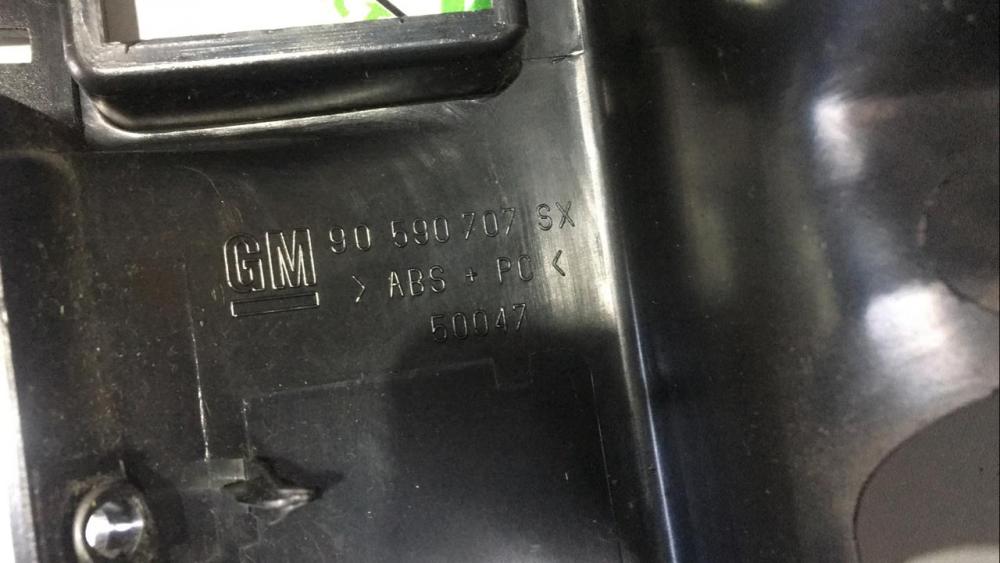 GM 90 590 707 SX
> ABS + PC <
50047